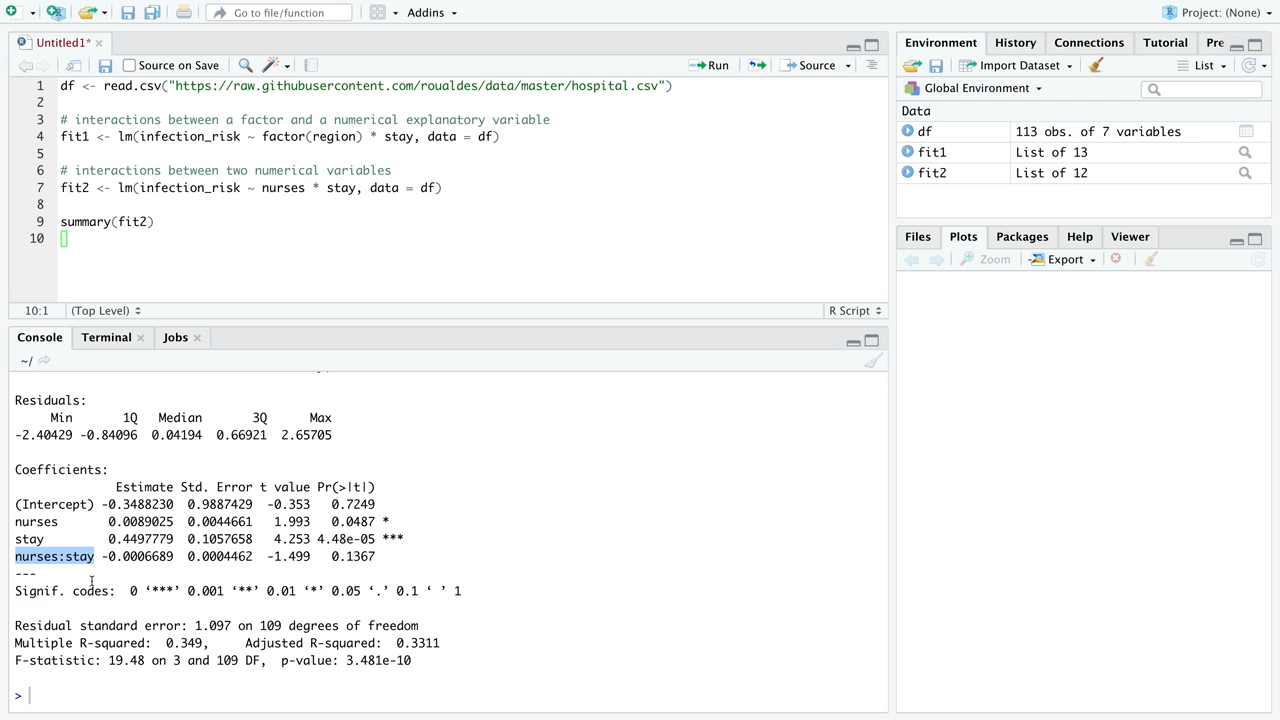 Go to file/function
Addins
Project: (None)
Untitled1*
Source on Save
Run
Source
1 df <- read.csv("https://raw.githubusercontent.com/roualdes/data/master/hospital.csv")
2
3 # interactions between a factor and a numerical explanatory variable
4 fit1 <- lm(infection_risk ~ factor(region) * stay, data = df)
5
6 # interactions between two numerical variables
7 fit2 <- lm(infection_risk ~ nurses * stay, data = df)
8
9 summary(fit2)
10
10:1 (Top Level) R Script
Console Terminal Jobs
~/
Residuals:
Min 1Q Median 3Q Max
-2.40429 -0.84096 0.04194 0.66921 2.65705
Coefficients:
Estimate Std. Error t value Pr(>|t|)
(Intercept) -0.3488230 0.9887429 -0.353 0.7249
nurses 0.0089025 0.0044661 1.993 0.0487 *
stay 0.4497779 0.1057658 4.253 4.48e-05 ***
nurses:stay -0.0006689 0.0004462 -1.499 0.1367
---
Signif. codes: 0 ‘***’ 0.001 ‘**’ 0.01 ‘*’ 0.05 ‘.’ 0.1 ‘ ’ 1
Residual standard error: 1.097 on 109 degrees of freedom
Multiple R-squared: 0.349, Adjusted R-squared: 0.3311
F-statistic: 19.48 on 3 and 109 DF, p-value: 3.481e-10
>
Environment History Connections Tutorial Pre
Import Dataset List
Global Environment
Data
df 113 obs. of 7 variables
fit1 List of 13
fit2 List of 12
Files Plots Packages Help Viewer
Zoom Export